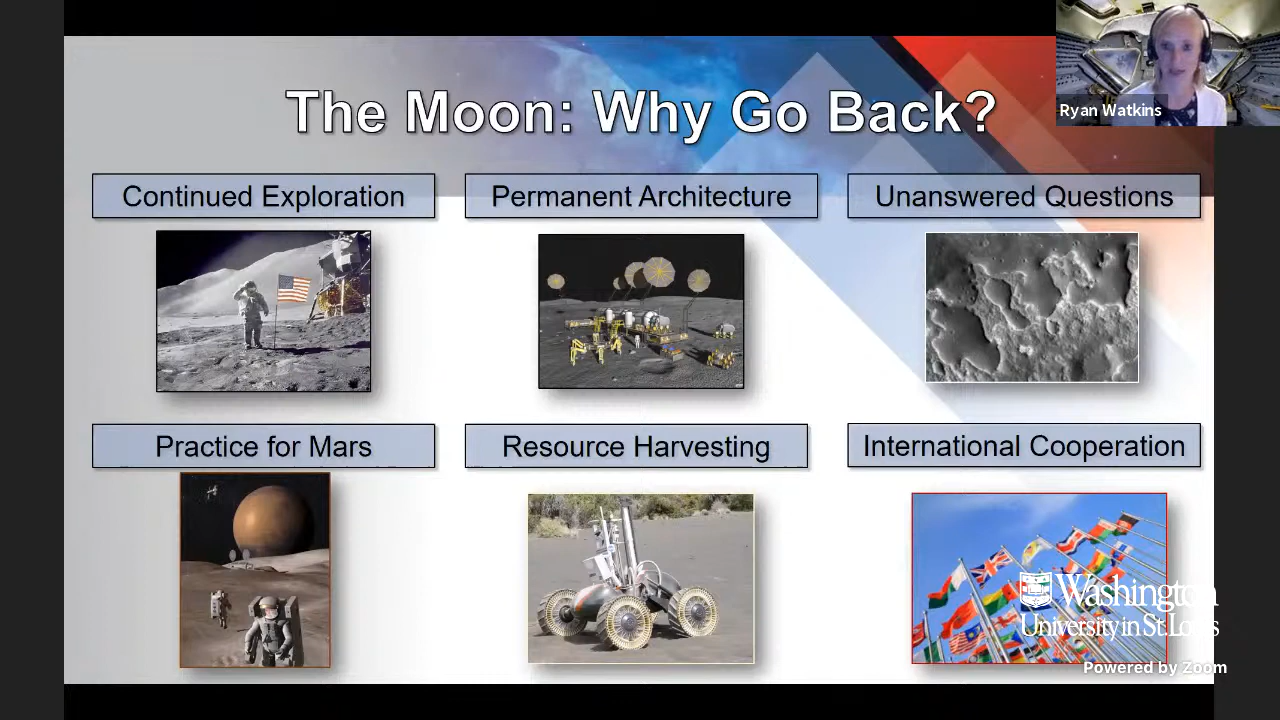 The Moon: Why Go Back?
Ryan Watkins
Continued Exploration
Permanent Architecture
Unanswered Questions
Practice for Mars
Resource Harvesting
International Cooperation
Washington
University in St. Louis
Powered by Zoom